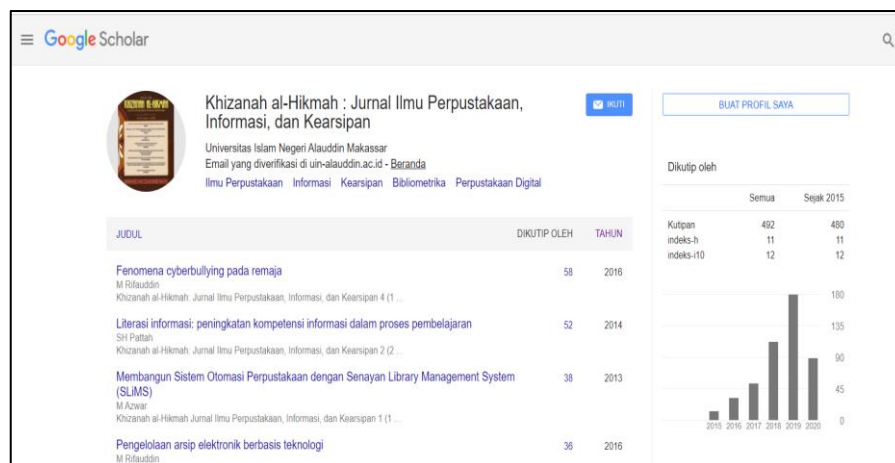 Google Scholar
Khizanah al-Hikmah : Jurnal Ilmu Perpustakaan,
Informasi, dan Kearsipan
IKUTI
Universitas Islam Negeri Alauddin Makassar
Email yang diverifikasi di uin-alauddin.ac.id - Beranda
Ilmu Perpustakaan Informasi Kearsipan Bibliometrika Perpustakaan Digital
JUDUL DIKUTIP OLEH TAHUN
Fenomena cyberbullying pada remaja 58 2016
M Rifauddin
Khizanah al-Hikmah: Jurnal Ilmu Perpustakaan, Informasi, dan Kearsipan 4 (1 ...
Literasi informasi: peningkatan kompetensi informasi dalam proses pembelajaran 52 2014
SH Pattah
Khizanah al-Hikmah: Jurnal Ilmu Perpustakaan, Informasi, dan Kearsipan 2 (2 ...
Membangun Sistem Otomasi Perpustakaan dengan Senayan Library Management System 38 2013
(SLiMS)
M Azwar
Khizanah al-Hikmah Jurnal Ilmu Perpustakaan, Informasi, dan Kearsipan 1 (1 ...
Pengelolaan arsip elektronik berbasis teknologi 36 2016
M Rifauddin
BUAT PROFIL SAYA
Dikutip oleh
Semua Sejak 2015
Kutipan 492 480
indeks-h 11 11
indeks-i10 12 12
180
135
90
45
0
2015 2016 2017 2018 2019 2020